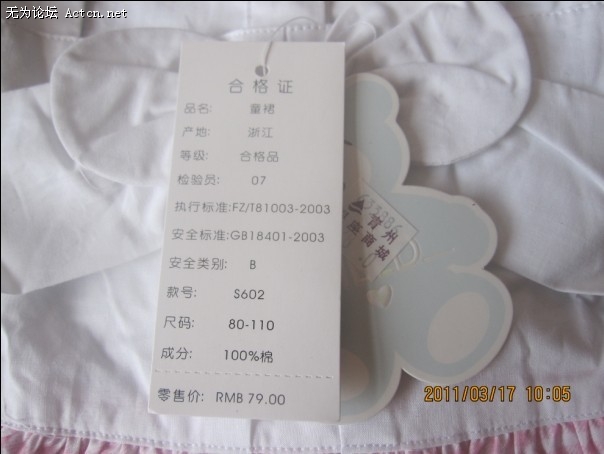 无为论坛 Actcn.net
合格证
品名: 童裙
产地: 浙江
等级: 合格品
检验员: 07
执行标准:FZ/T81003-2003
安全标准:GB18401-2003
安全类别: B
款号: S602
尺码: 80-110
成分: 100%棉
零售价: RMB 79.00
商城
2011/03/17 10:05